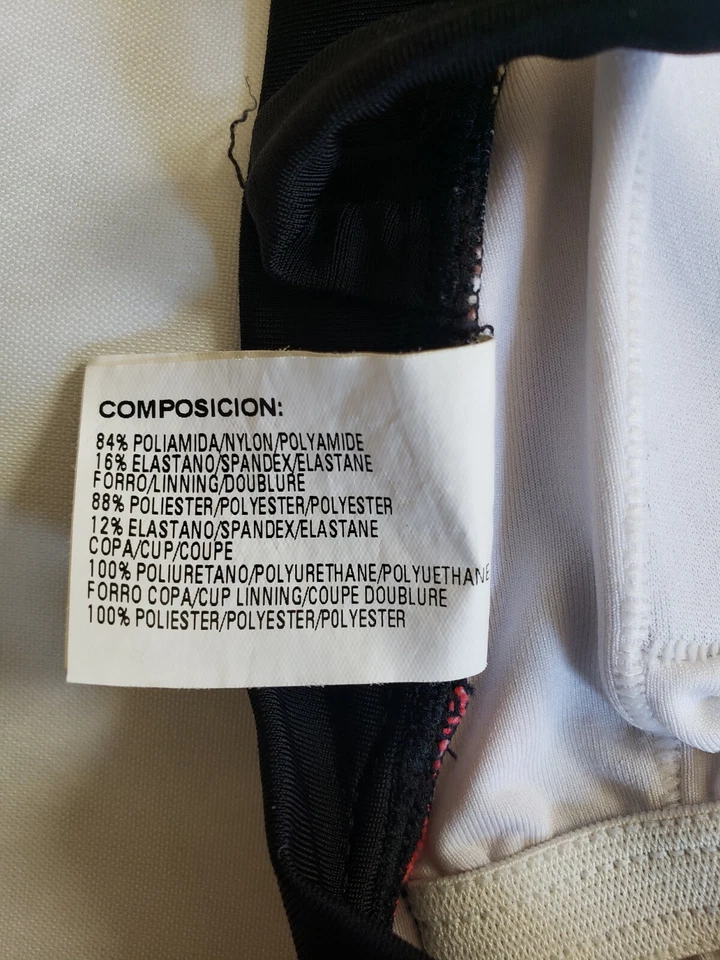 COMPOSICION:
84% POLIAMIDA/NYLON/POLYAMIDE
16% ELASTANO/SPANDEX/ELASTANE
FORRO/LINNING/DOUBLURE
88% POLIESTER/POLYESTER/POLYESTER
12% ELASTANO/SPANDEX/ELASTANE
COPA/CUP/COUPE
100% POLIURETANO/POLYURETHANE/POLYUETHANE
FORRO COPA/CUP LINNING/COUPE DOUBLURE
100% POLIESTER/POLYESTER/POLYESTER